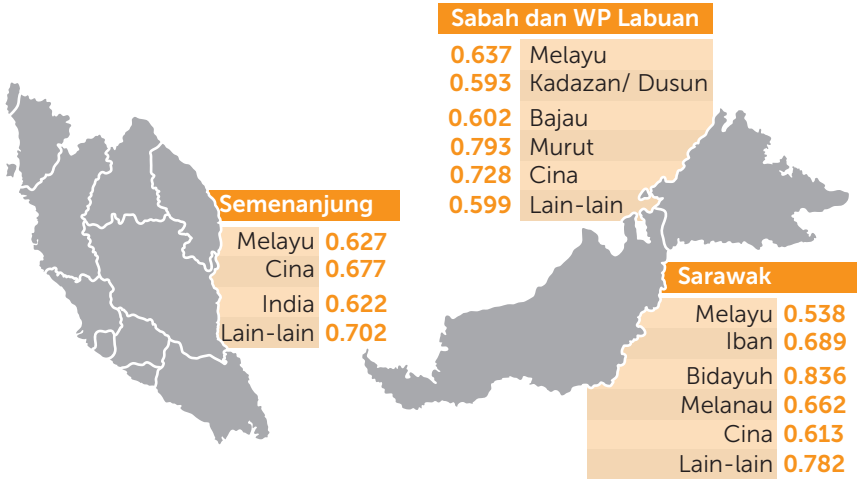 Sabah dan WP Labuan
0.637 Melayu
0.593 Kadazan/ Dusun
0.602 Bajau
0.793 Murut
0.728 Cina
0.599 Lain-lain
Semenanjung
Melayu 0.627
Cina 0.677
India 0.622
Lain-lain 0.702
Sarawak
Melayu 0.538
Iban 0.689
Bidayuh 0.836
Melanau 0.662
Cina 0.613
Lain-lain 0.782